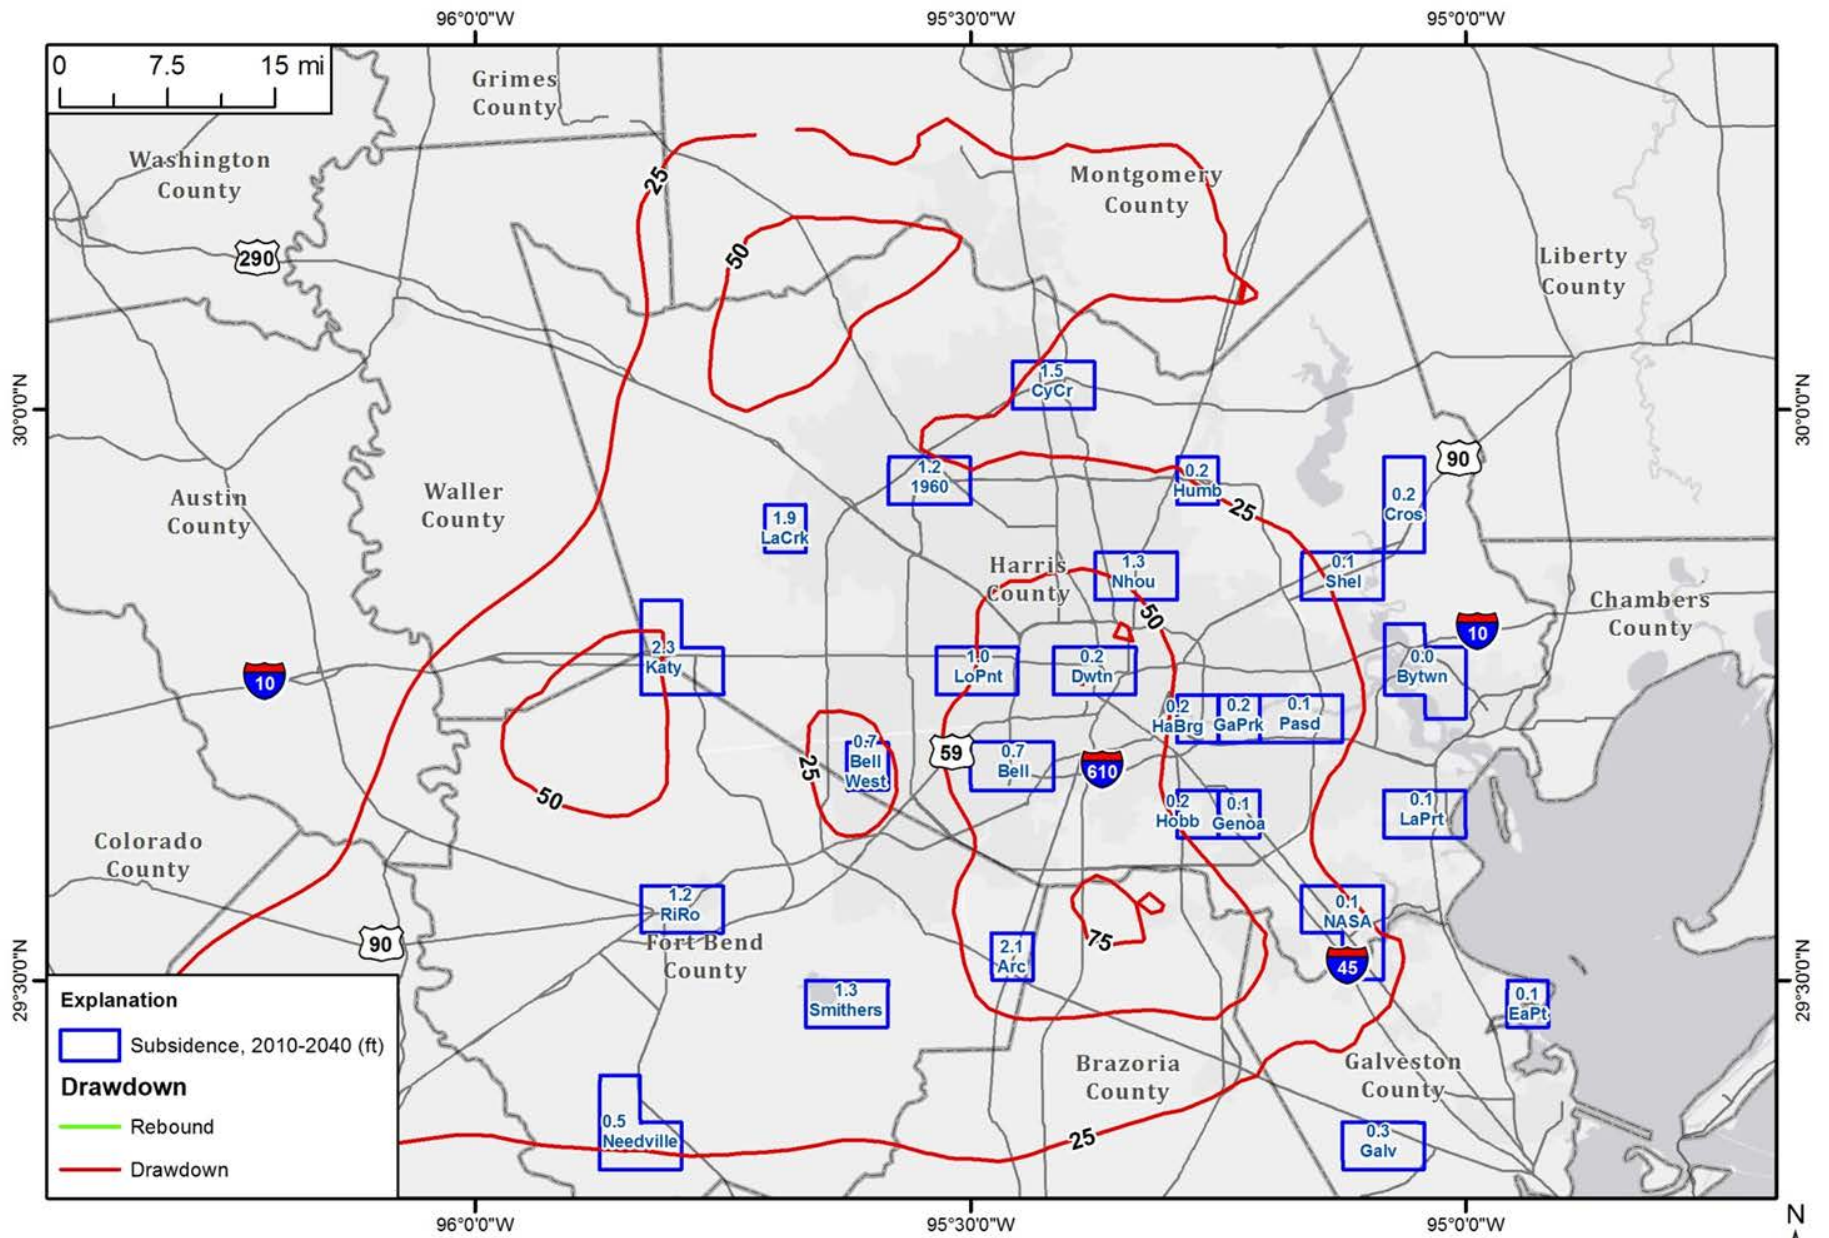 96°0'0"W
95°30'0"W
95°0'0"W
0
7.5
15 mi
Grimes
County
Washington
County
25
Montgomery
County
290
50
Liberty
County
30°0'0"N
30°0'0"N
1.5
CyCr
90
1.2
1960
0.2
Humb
0.2
Cros
Austin
County
Waller
County
25
1.9
LaCrk
Harris
County
1.3
Nhou
0.1
Shel
Chambers
County
50
10
2.3
Katy
1.0
LoPnt
0.2
Dwtn
0.0
Bytwn
10
0.2
HaBrg
0.2
GaPrk
0.1
Pasd
0.7
Bell
West
25
59
0.7
Bell
610
50
0.2
Hobb
0.1
Genoa
0.1
LaPrt
Colorado
County
1.2
RiRo
0.1
NASA
90
Fort Bend
County
2.1
Arc
75
45
29°30'0"N
29°30'0"N
1.3
Smithers
0.1
EaPt
Explanation
Subsidence, 2010-2040 (ft)
Drawdown
Rebound
Drawdown
Brazoria
County
Galveston
County
0.5
Needville
25
0.3
Galv
96°0'0"W
95°30'0"W
95°0'0"W
N